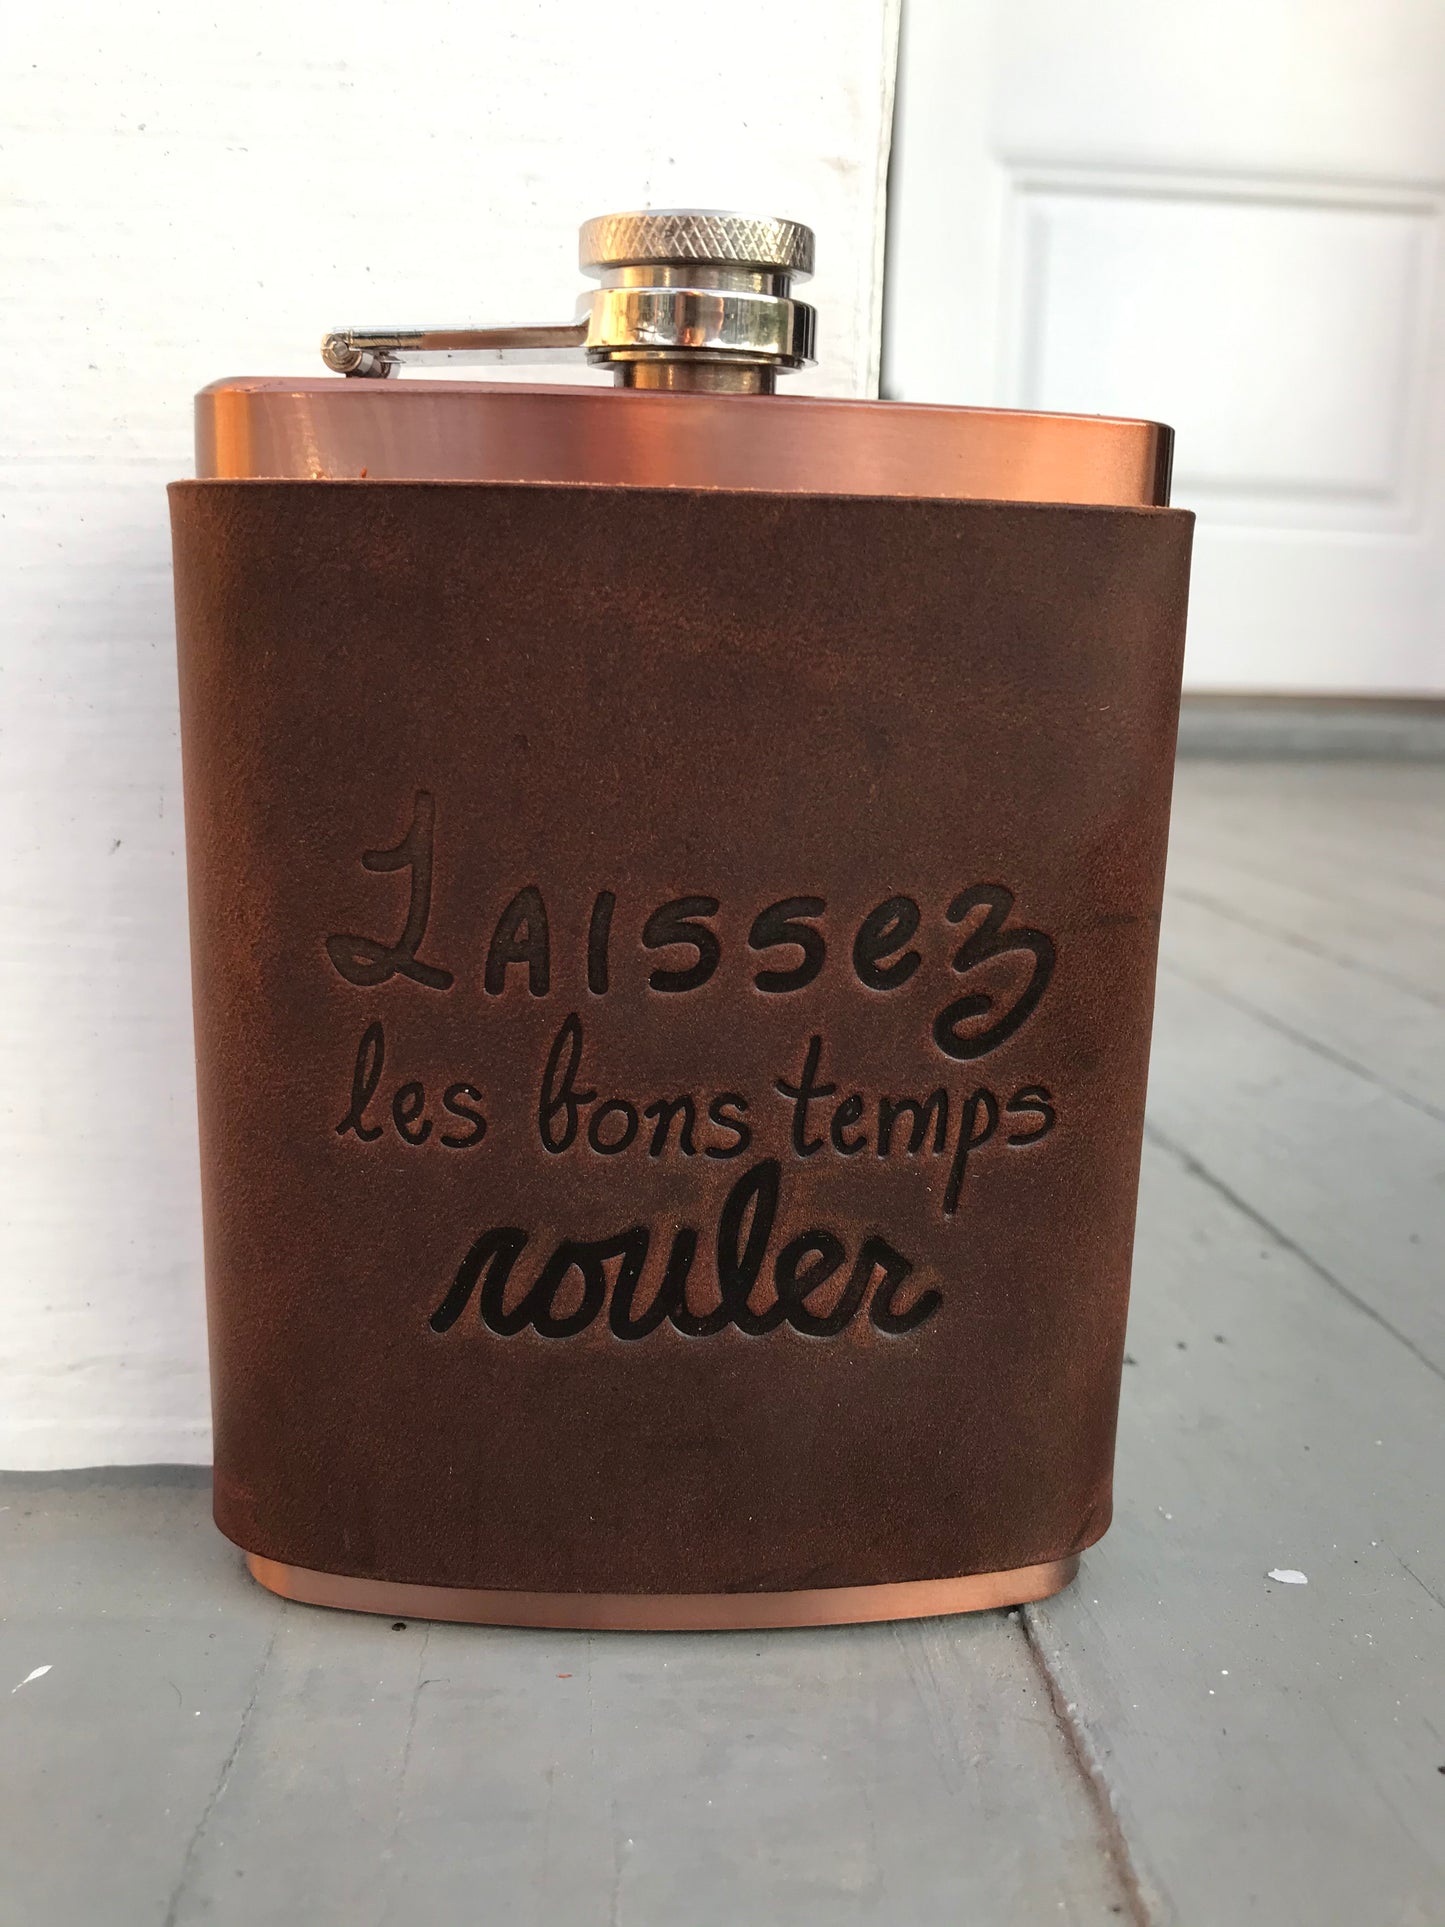 Laissez
les bons temps
rouler